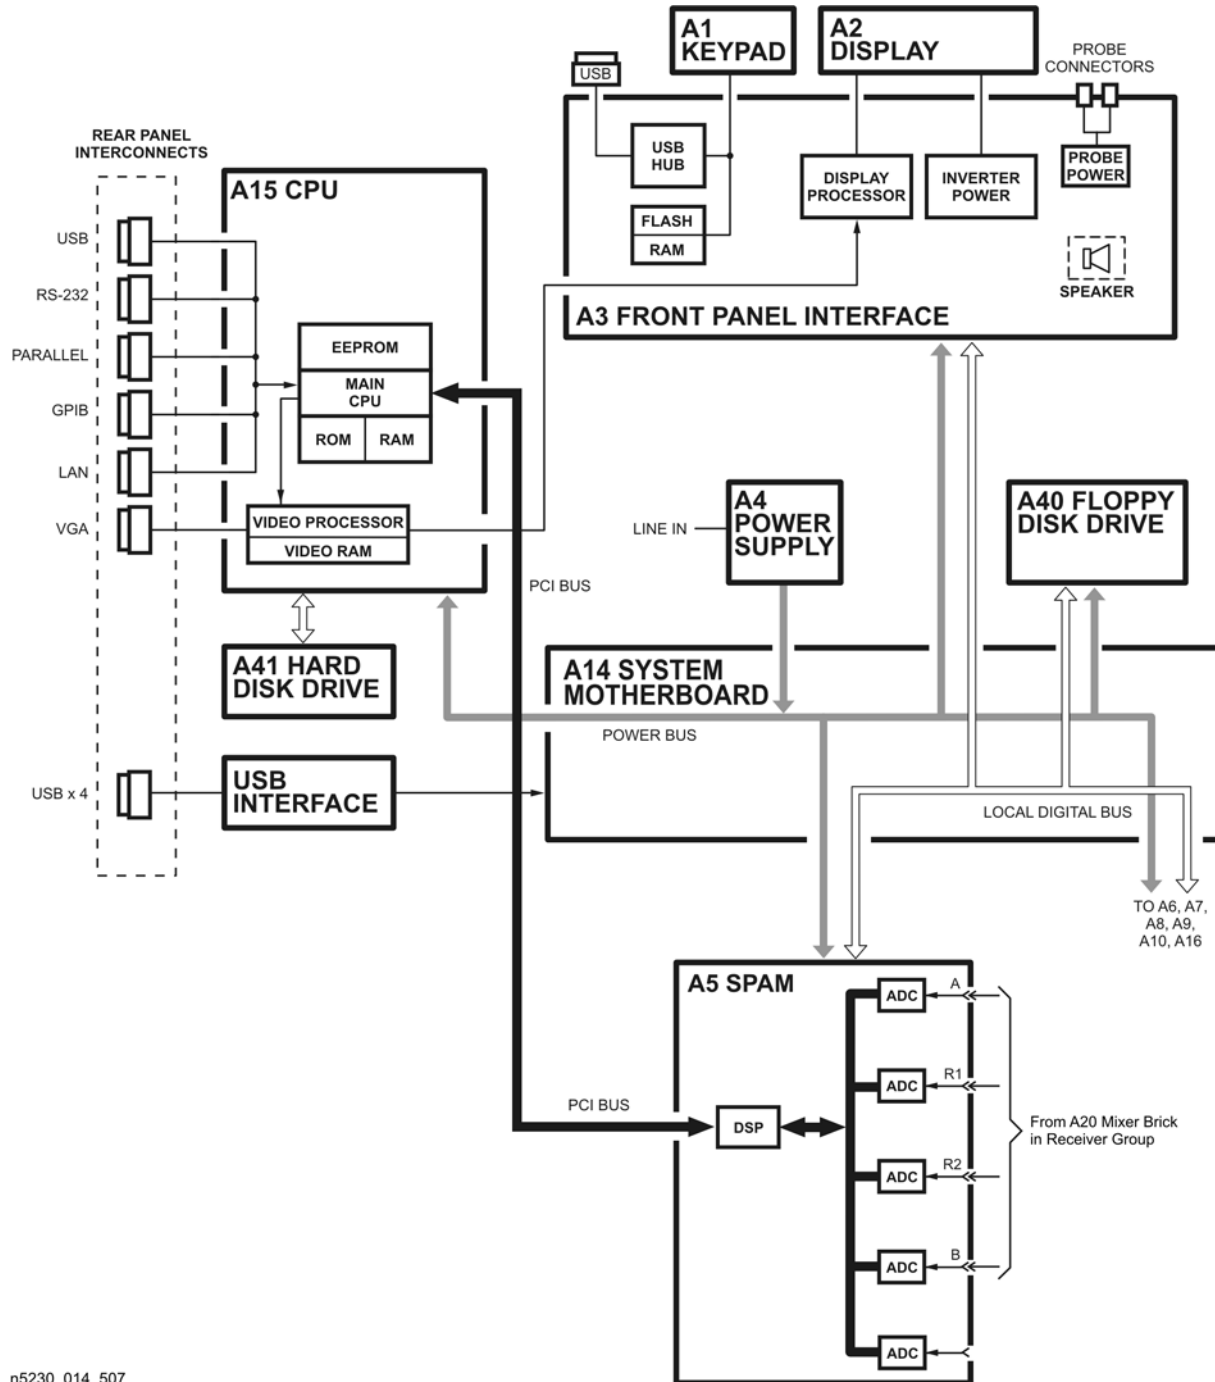 A1
KEYPAD
A2
DISPLAY
USB
PROBE
CONNECTORS
REAR PANEL
INTERCONNECTS
USB
HUB
DISPLAY
PROCESSOR
INVERTER
POWER
PROBE
POWER
A15 CPU
FLASH
RAM
USB
RS-232
SPEAKER
A3 FRONT PANEL INTERFACE
EEPROM
PARALLEL
MAIN
CPU
GPIB
ROM
RAM
LAN
VGA
VIDEO PROCESSOR
VIDEO RAM
LINE IN
A4
POWER
SUPPLY
A40 FLOPPY
DISK DRIVE
PCI BUS
A41 HARD
DISK DRIVE
A14 SYSTEM
MOTHERBOARD
POWER BUS
USB x 4
USB
INTERFACE
LOCAL DIGITAL BUS
TO A6, A7,
A8, A9,
A10, A16
A5 SPAM
ADC
A
ADC
R1
PCI BUS
DSP
From A20 Mixer Brick
in Receiver Group
ADC
R2
ADC
B
ADC
n5230_014_507